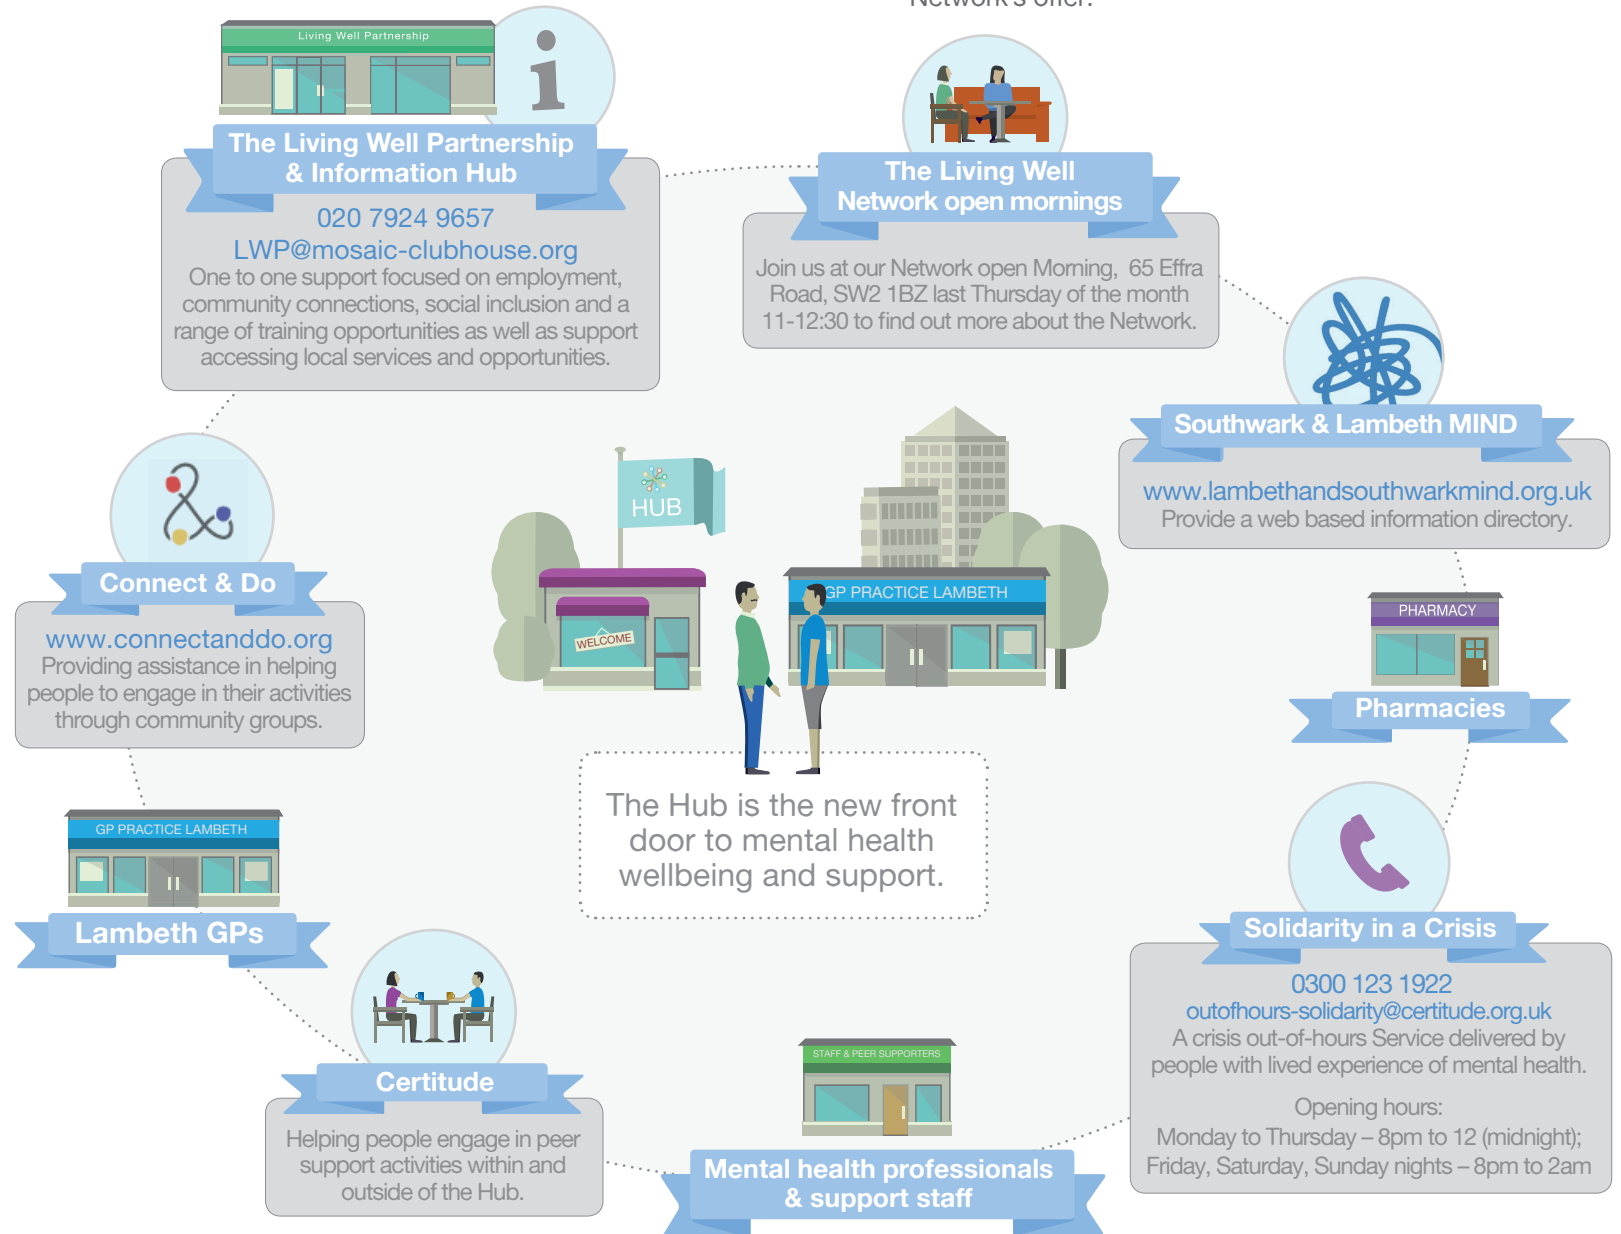 Network's offer.
Living Well Partnership
The Living Well Partnership
& Information Hub
020 7924 9657
LWP@mosaic-clubhouse.org
One to one support focused on employment,
community connections, social inclusion and a
range of training opportunities as well as support
accessing local services and opportunities.
The Living Well
Network open mornings
Join us at our Network open Morning, 65 Effra
Road, SW2 1BZ last Thursday of the month
11-12:30 to find out more about the Network.
Southwark & Lambeth MIND
www.lambethandsouthwarkmind.org.uk
Provide a web based information directory.
HUB
WELCOME
GP PRACTICE LAMBETH
The Hub is the new front
door to mental health
wellbeing and support.
Connect & Do
www.connectanddo.org
Providing assistance in helping
people to engage in their activities
through community groups.
PHARMACY
Pharmacies
GP PRACTICE LAMBETH
Lambeth GPs
Solidarity in a Crisis
0300 123 1922
outofhours-solidarity@certitude.org.uk
A crisis out-of-hours Service delivered by
people with lived experience of mental health.
Opening hours:
Monday to Thursday – 8pm to 12 (midnight);
Friday, Saturday, Sunday nights – 8pm to 2am
Certitude
Helping people engage in peer
support activities within and
outside of the Hub.
STAFF & PEER SUPPORTERS
Mental health professionals
& support staff